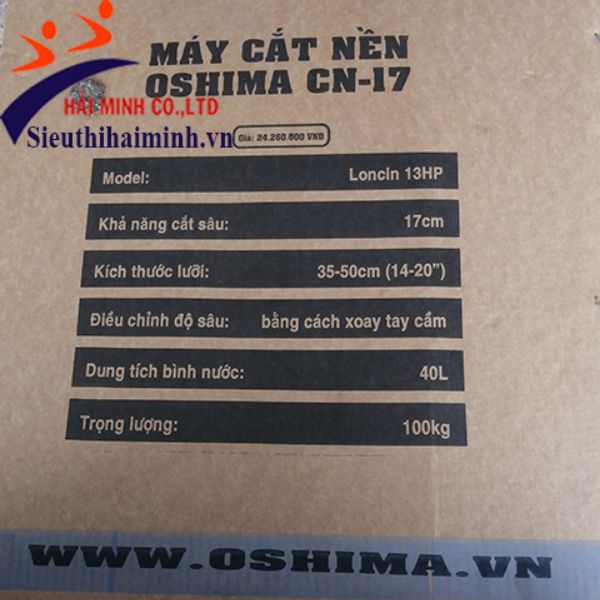 MÁY CẮT NỀN
OSHIMA CN-17
HAI MINH CO.,LTD
Sieuthihaiminh.vn
Giá: 24.260.000 VNĐ
Model: Loncin 13HP
Khả năng cắt sâu: 17cm
Kích thước lưỡi: 35-50cm (14-20")
Điều chỉnh độ sâu: bằng cách xoay tay cầm
Dung tích bình nước: 40L
Trọng lượng: 100kg
WWW.OSHIMA.VN